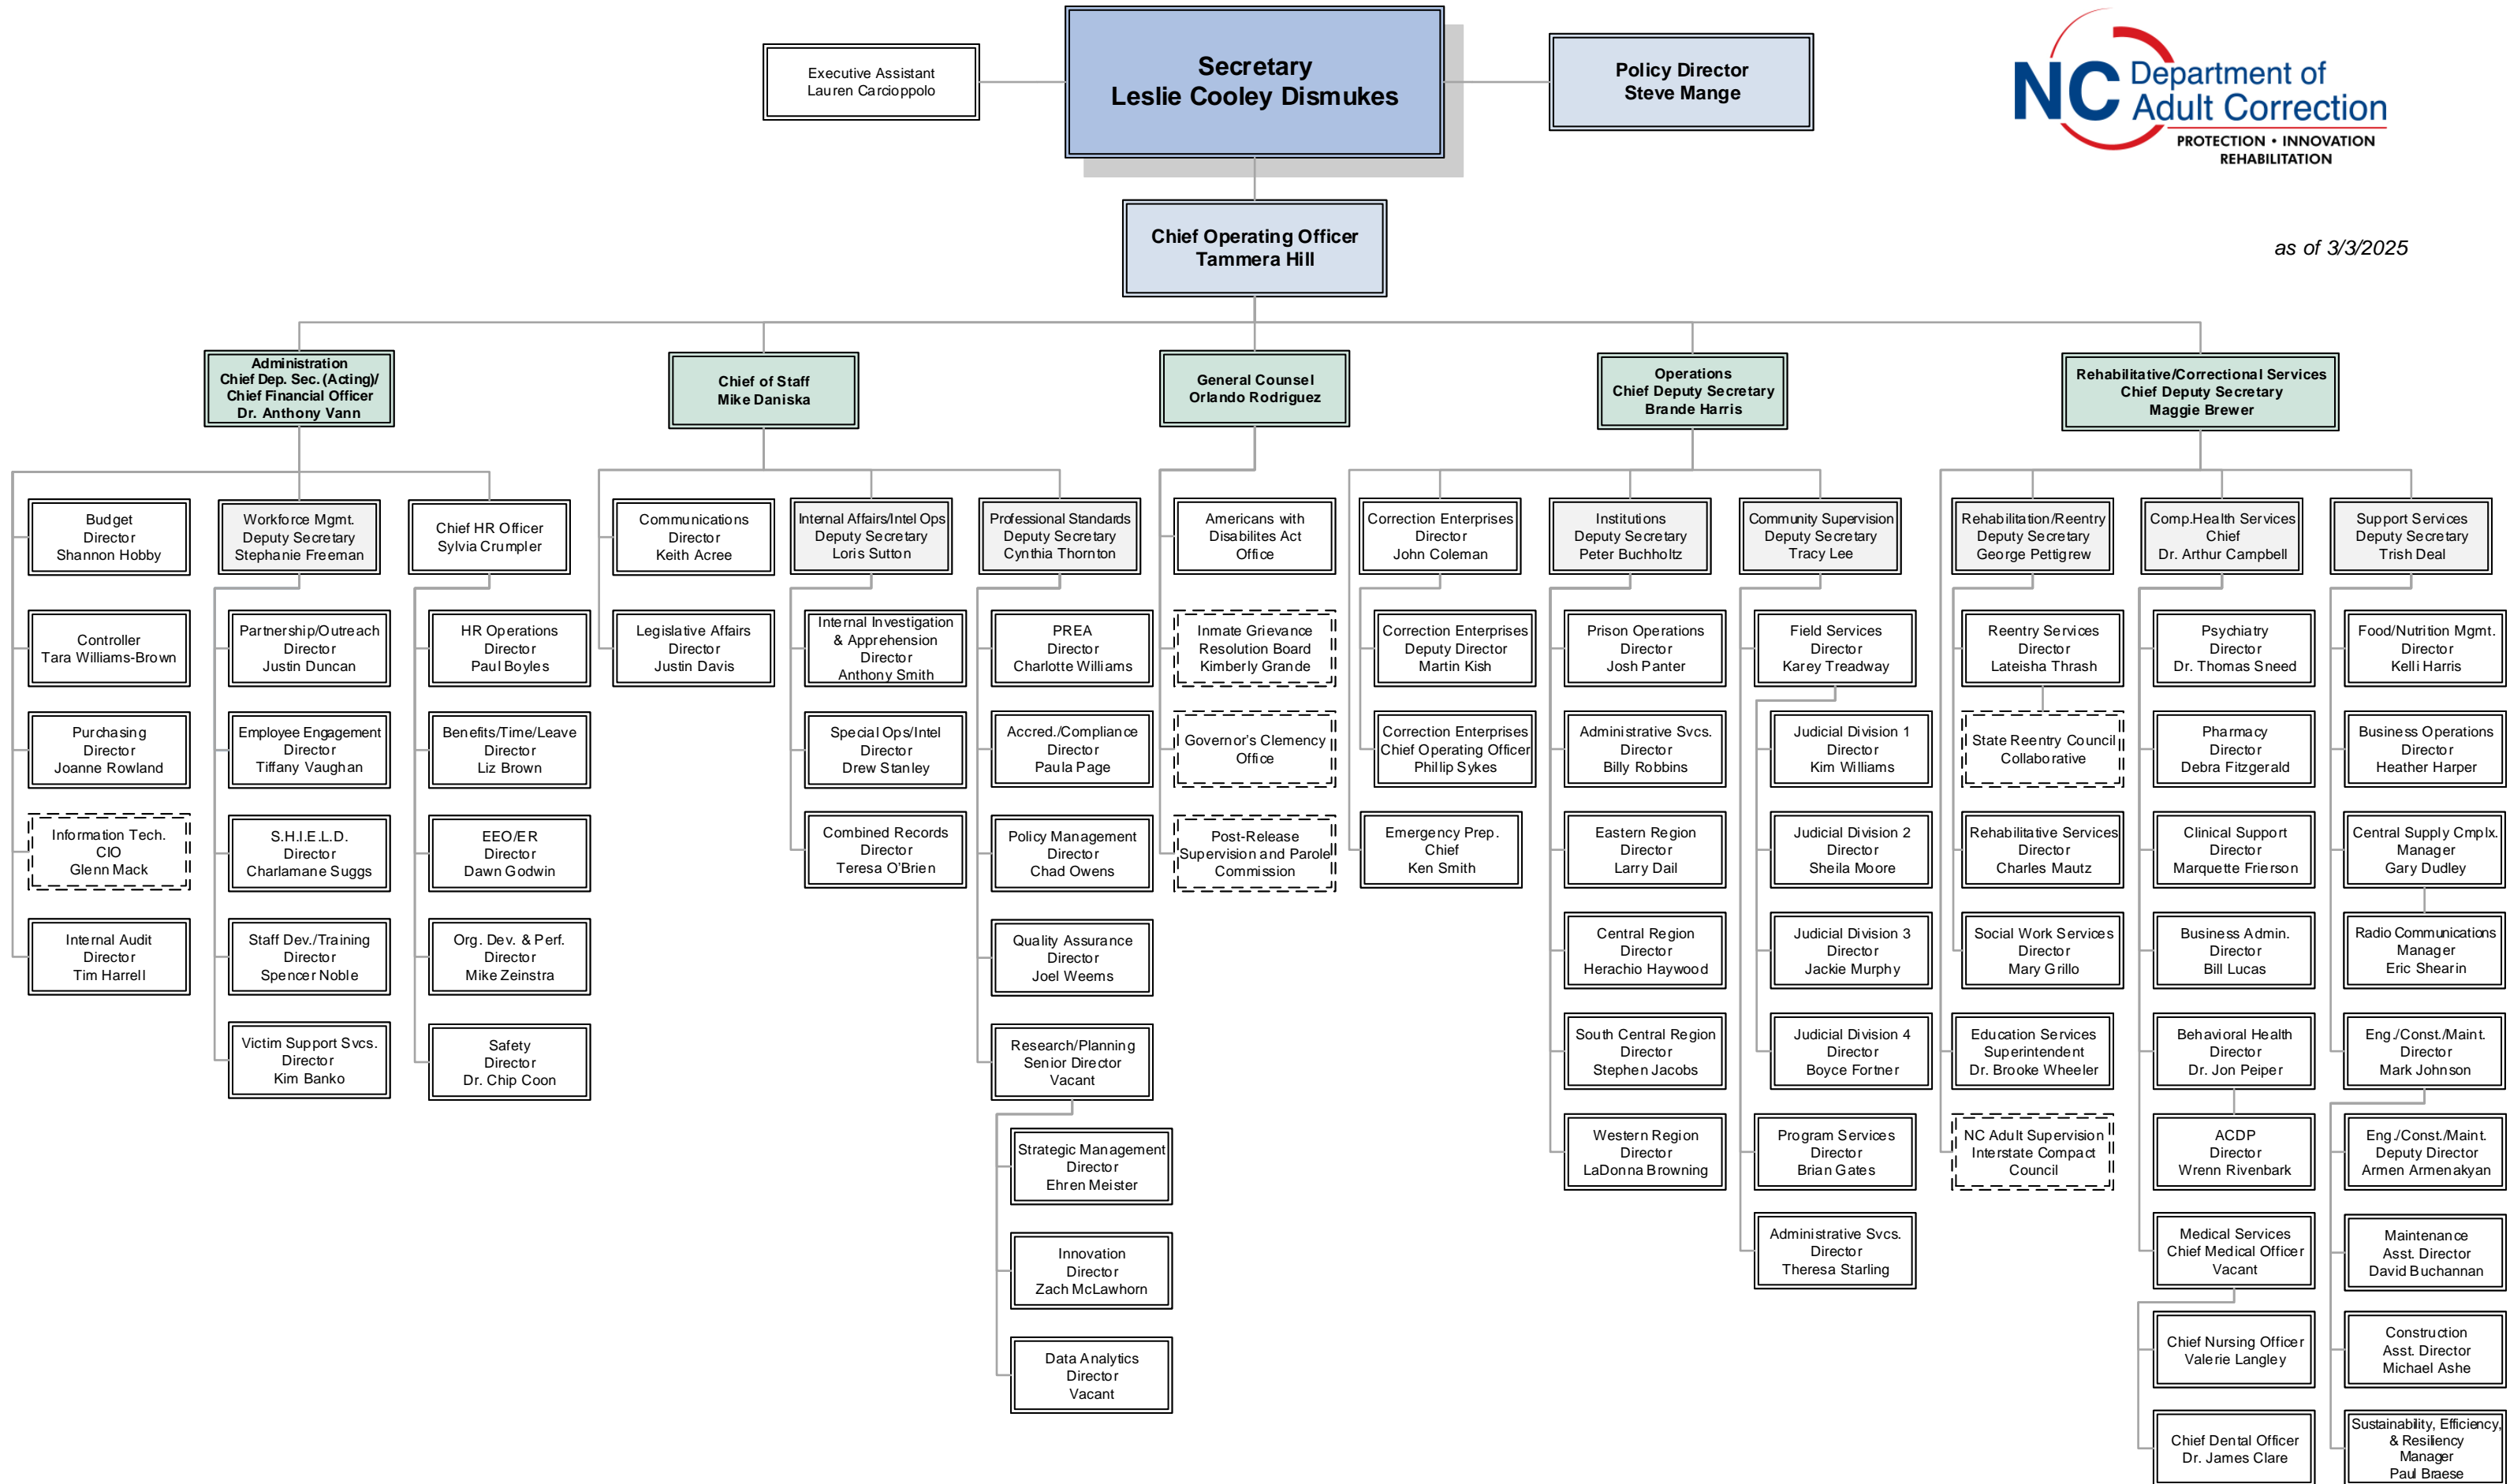 Executive Assistant
Lauren Carcioppolo
Secretary
Leslie Cooley Dismukes
Policy Director
Steve Mange
NC Department of
Adult Correction
PROTECTION • INNOVATION
REHABILITATION
Chief Operating Officer
Tammera Hill
as of 3/3/2025
Administration
Chief Dep. Sec. (Acting)/
Chief Financial Officer
Dr. Anthony Vann
Chief of Staff
Mike Daniska
General Counsel
Orlando Rodriguez
Operations
Chief Deputy Secretary
Brande Harris
Rehabilitative/Correctional Services
Chief Deputy Secretary
Maggie Brewer
Budget
Director
Shannon Hobby
Controller
Tara Williams-Brown
Purchasing
Director
Joanne Rowland
Information Tech.
CIO
Glenn Mack
Internal Audit
Director
Tim Harrell
Workforce Mgmt.
Deputy Secretary
Stephanie Freeman
Partnership/Outreach
Director
Justin Duncan
Employee Engagement
Director
Tiffany Vaughan
S.H.I.E.L.D.
Director
Charlamane Suggs
Staff Dev./Training
Director
Spencer Noble
Victim Support Svcs.
Director
Kim Banko
Chief HR Officer
Sylvia Crumpler
HR Operations
Director
Paul Boyles
Benefits/Time/Leave
Director
Liz Brown
EEO/ER
Director
Dawn Godwin
Org. Dev. & Perf.
Director
Mike Zeinstra
Safety
Director
Dr. Chip Coon
Communications
Director
Keith Acree
Legislative Affairs
Director
Justin Davis
Internal Affairs/Intel Ops
Deputy Secretary
Loris Sutton
Internal Investigation
& Apprehension
Director
Anthony Smith
Special Ops/Intel
Director
Drew Stanley
Combined Records
Director
Teresa O'Brien
Professional Standards
Deputy Secretary
Cynthia Thornton
PREA
Director
Charlotte Williams
Accred./Compliance
Director
Paula Page
Policy Management
Director
Chad Owens
Quality Assurance
Director
Joel Weems
Research/Planning
Senior Director
Vacant
Strategic Management
Director
Ehren Meister
Innovation
Director
Zach McLawhorn
Data Analytics
Director
Vacant
Americans with
Disabilites Act
Office
Inmate Grievance
Resolution Board
Kimberly Grande
Governor's Clemency
Office
Post-Release
Supervision and Parole
Commission
Correction Enterprises
Director
John Coleman
Correction Enterprises
Deputy Director
Martin Kish
Correction Enterprises
Chief Operating Officer
Phillip Sykes
Emergency Prep.
Chief
Ken Smith
Institutions
Deputy Secretary
Peter Buchholtz
Prison Operations
Director
Josh Panter
Administrative Svcs.
Director
Billy Robbins
Eastern Region
Director
Larry Dail
Central Region
Director
Herachio Haywood
South Central Region
Director
Stephen Jacobs
Western Region
Director
LaDonna Browning
Community Supervision
Deputy Secretary
Tracy Lee
Field Services
Director
Karey Treadway
Judicial Division 1
Director
Kim Williams
Judicial Division 2
Director
Sheila Moore
Judicial Division 3
Director
Jackie Murphy
Judicial Division 4
Director
Boyce Fortner
Program Services
Director
Brian Gates
Administrative Svcs.
Director
Theresa Starling
Rehabilitation/Reentry
Deputy Secretary
George Pettigrew
Reentry Services
Director
Lateisha Thrash
State Reentry Council
Collaborative
Rehabilitative Services
Director
Charles Mautz
Social Work Services
Director
Mary Grillo
Education Services
Superintendent
Dr. Brooke Wheeler
NC Adult Supervision
Interstate Compact
Council
Comp.Health Services
Chief
Dr. Arthur Campbell
Psychiatry
Director
Dr. Thomas Sneed
Pharmacy
Director
Debra Fitzgerald
Clinical Support
Director
Marquette Frierson
Business Admin.
Director
Bill Lucas
Behavioral Health
Director
Dr. Jon Peiper
ACDP
Director
Wrenn Rivenbark
Medical Services
Chief Medical Officer
Vacant
Chief Nursing Officer
Valerie Langley
Chief Dental Officer
Dr. James Clare
Support Services
Deputy Secretary
Trish Deal
Food/Nutrition Mgmt.
Director
Kelli Harris
Business Operations
Director
Heather Harper
Central Supply Cmplx.
Manager
Gary Dudley
Radio Communications
Manager
Eric Shearin
Eng./Const./Maint.
Director
Mark Johnson
Eng./Const./Maint.
Deputy Director
Armen Armenakyan
Maintenance
Asst. Director
David Buchannan
Construction
Asst. Director
Michael Ashe
Sustainability, Efficiency,
& Resiliency
Manager
Paul Braese